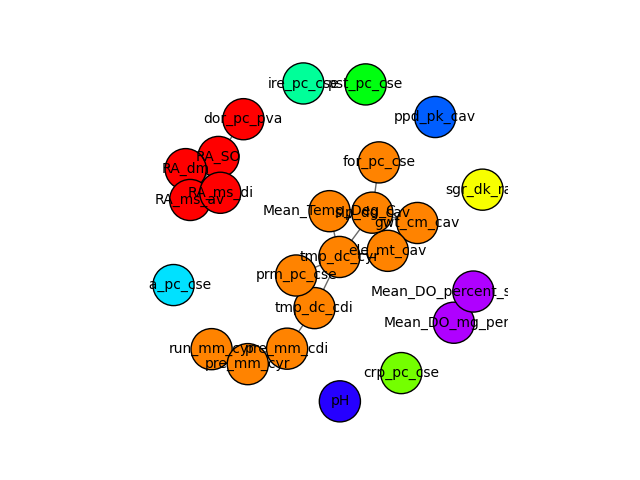 ire_pc_cse
pst_pc_cse
dor_pc_pva
ppd_pk_cav
RA_SO
for_pc_cse
RA_dm
RA_ms_di
sgr_dk_ra
RA_ms_av
Mean_Temp_Deg_C
slp_dg_cav
gwt_cm_cav
ele_mt_cav
tmp_dc_cyr
prm_pc_cse
a_pc_cse
Mean_DO_percent_s
tmp_dc_cdi
Mean_DO_mg_per
run_mm_cyr
pre_mm_cdi
pre_mm_cyr
crp_pc_cse
pH